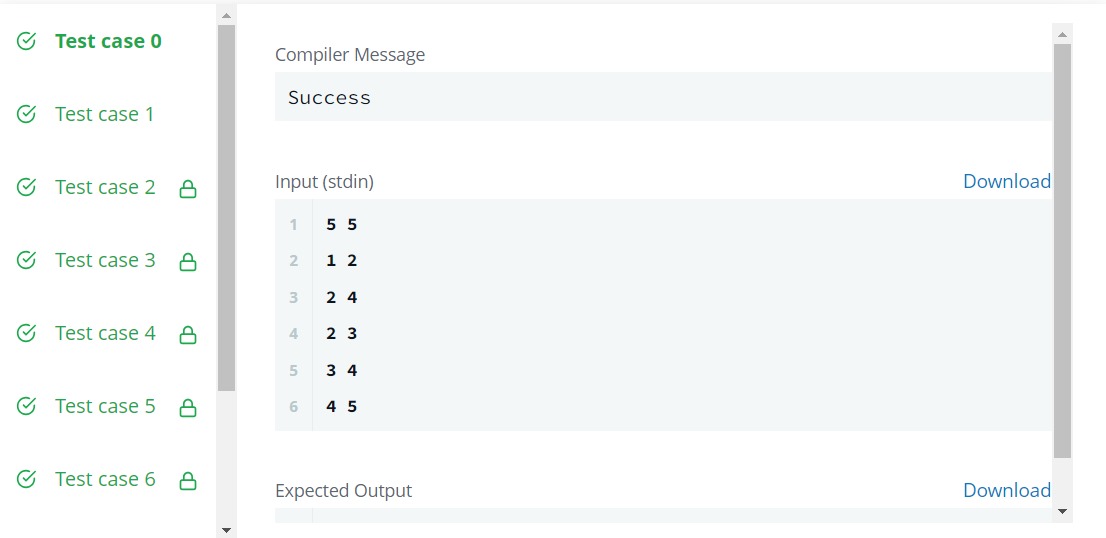 Test case 0
Test case 1
Test case 2
Test case 3
Test case 4
Test case 5
Test case 6
Compiler Message
Success
Input (stdin) Download
1 5 5
2 1 2
3 2 4
4 2 3
5 3 4
6 4 5
Expected Output Download